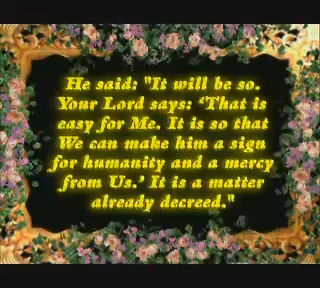 He said: "It will be so.
Your Lord says: ‘That is
easy for Me. It is so that
We can make him a sign
for humanity and a mercy
from Us.’ It is a matter
already decreed."